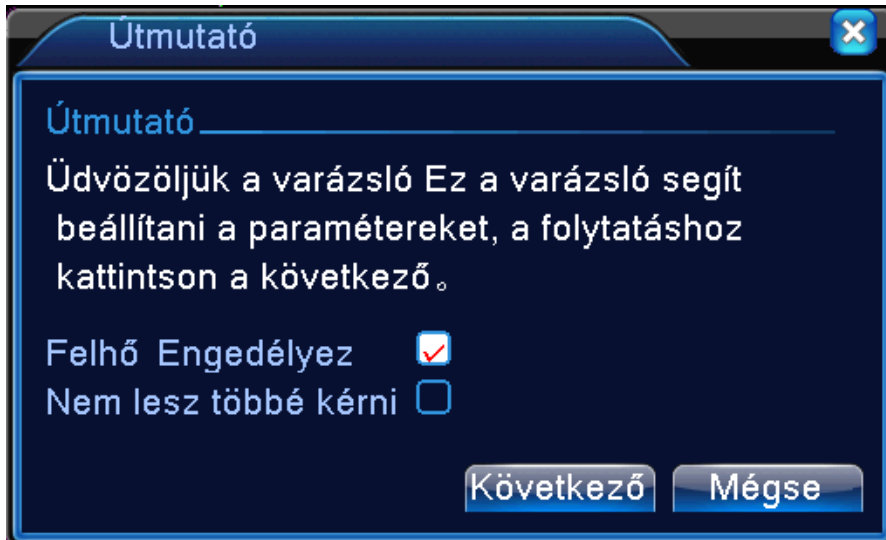 Útmutató
Útmutató
Üdvözöljük a varázsló Ez a varázsló segít
beállítani a paramétereket, a folytatáshoz
kattintson a következő。
Felhő Engedélyez
Nem lesz többé kérni
Következő Mégse